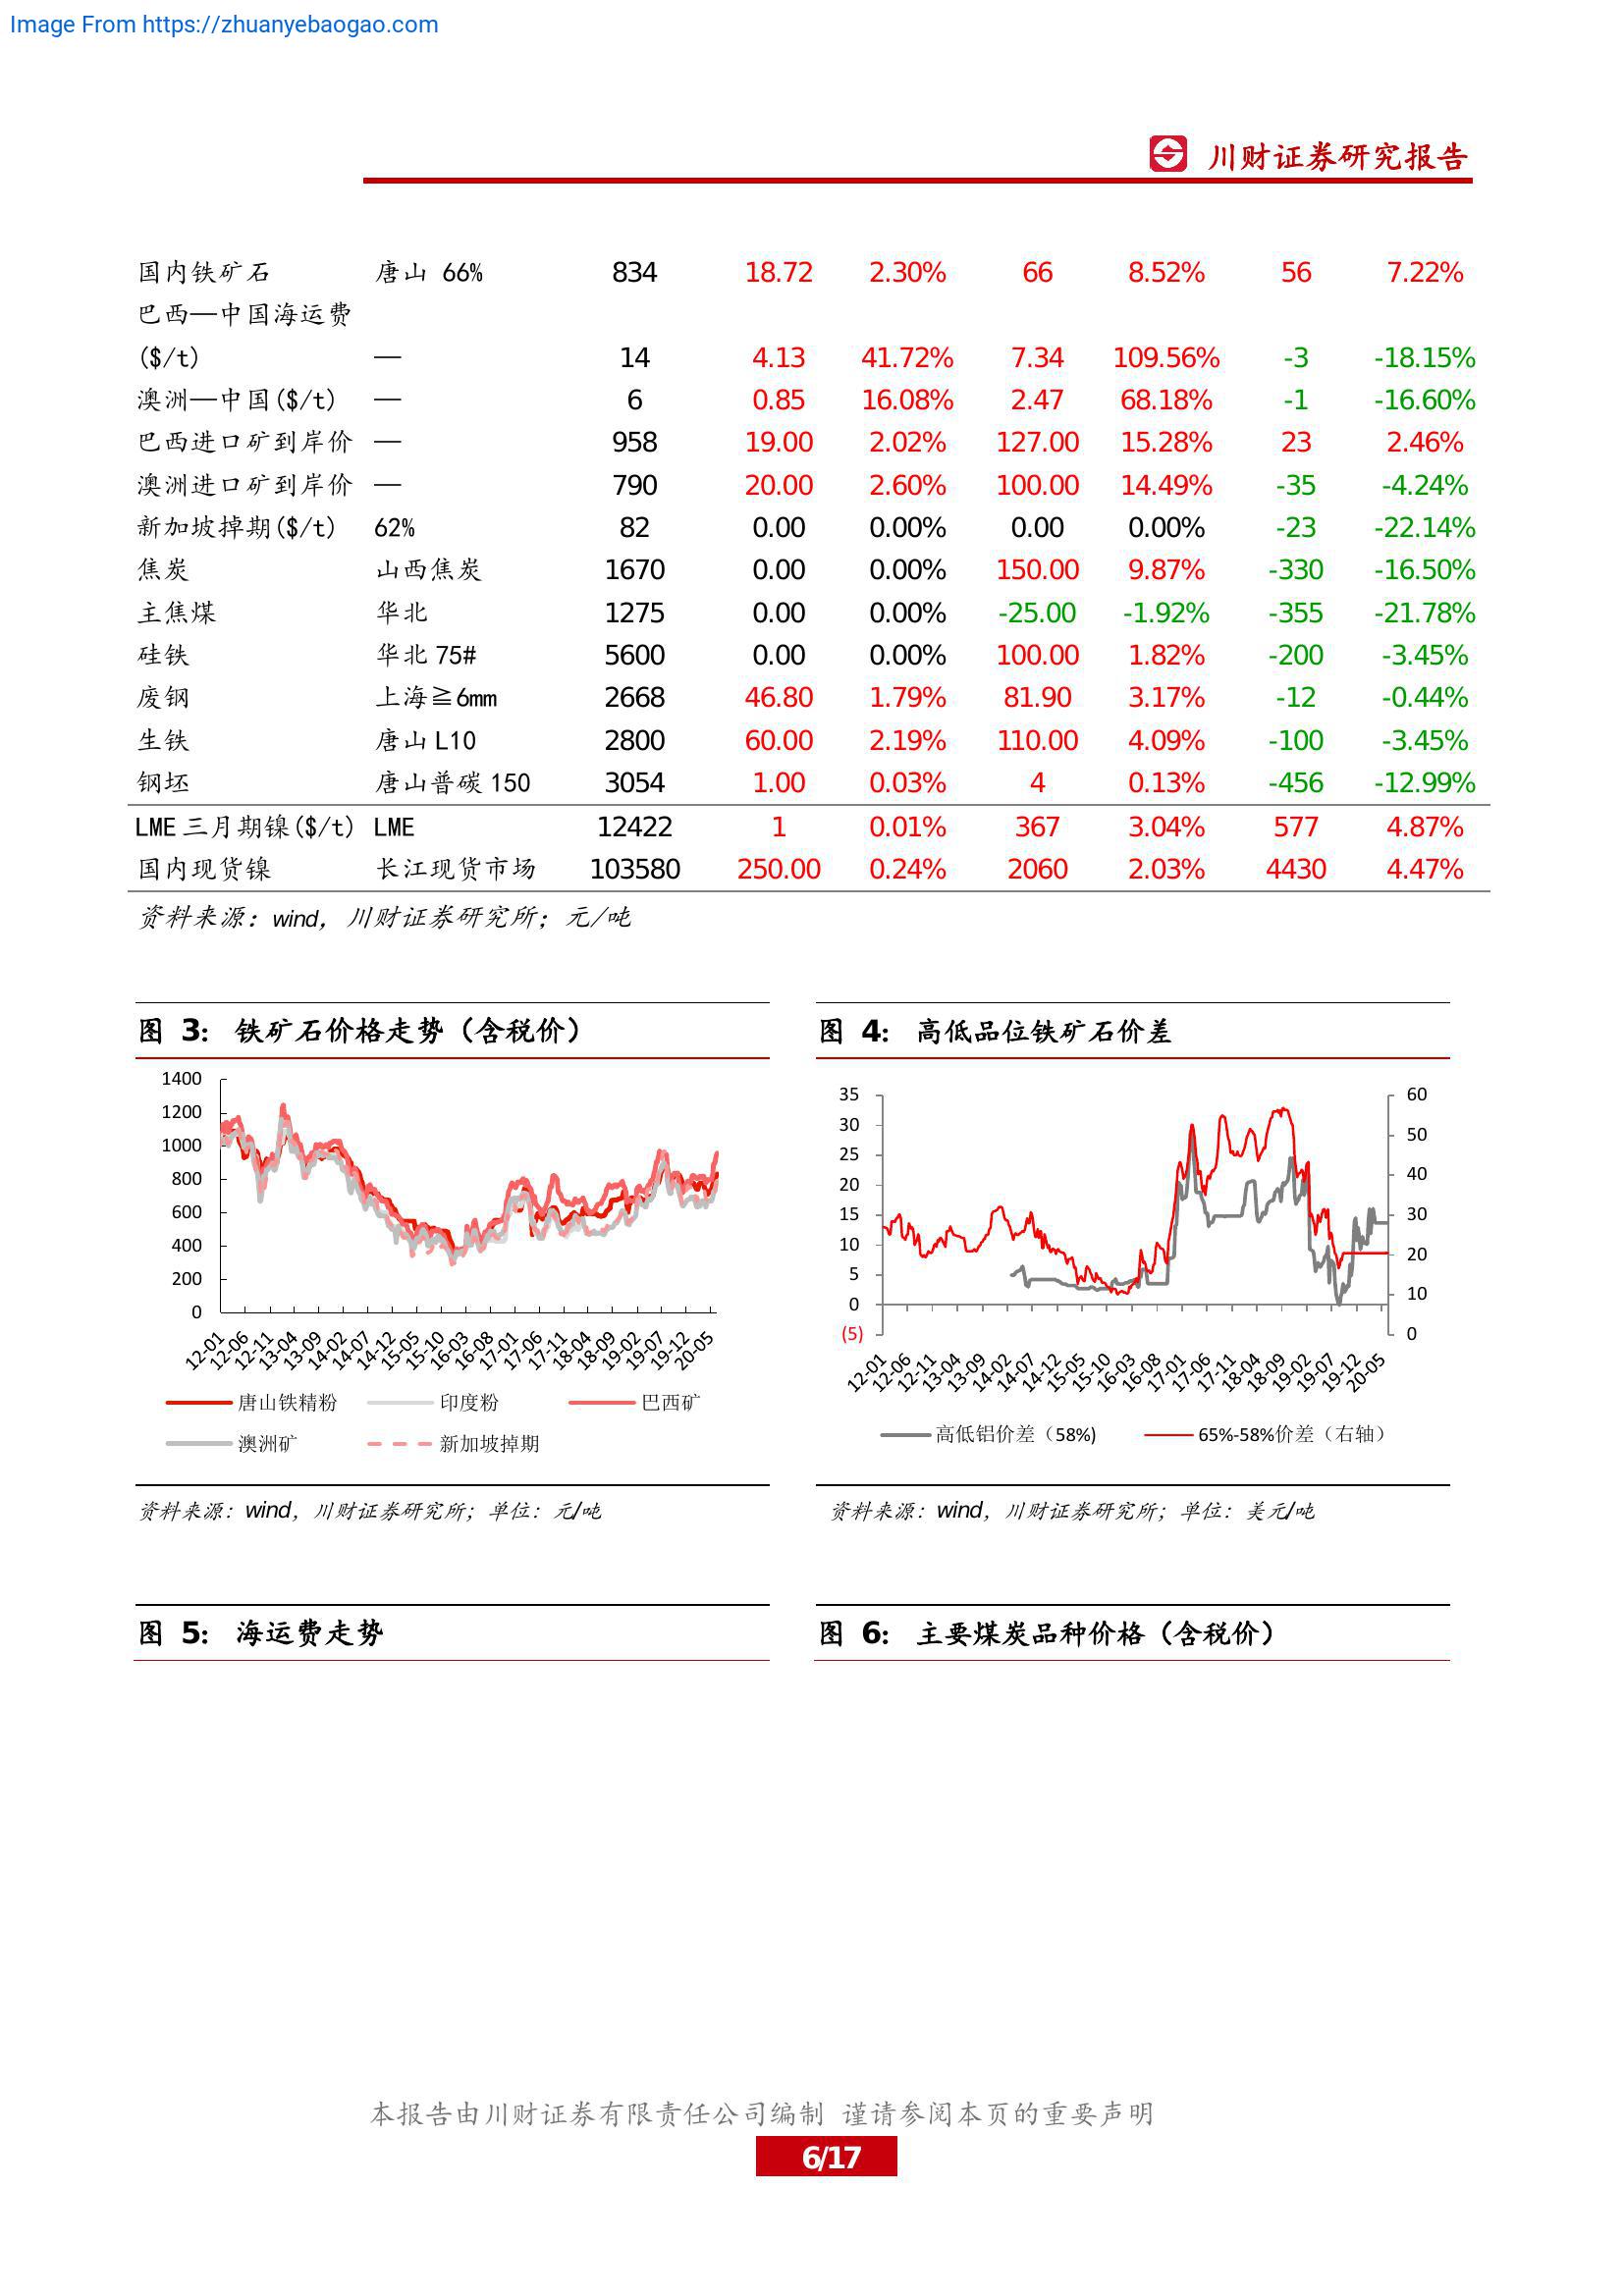 Image From https://zhuanyebaogao.com
川财证券研究报告
国内铁矿石 唐山 66% 834 18.72 2.30% 66 8.52% 56 7.22%
巴西—中国海运费
($/t) — 14 4.13 41.72% 7.34 109.56% -3 -18.15%
澳洲—中国($/t) — 6 0.85 16.08% 2.47 68.18% -1 -16.60%
巴西进口矿到岸价 — 958 19.00 2.02% 127.00 15.28% 23 2.46%
澳洲进口矿到岸价 — 790 20.00 2.60% 100.00 14.49% -35 -4.24%
新加坡掉期($/t) 62% 82 0.00 0.00% 0.00 0.00% -23 -22.14%
焦炭 山西焦炭 1670 0.00 0.00% 150.00 9.87% -330 -16.50%
主焦煤 华北 1275 0.00 0.00% -25.00 -1.92% -355 -21.78%
硅铁 华北 75# 5600 0.00 0.00% 100.00 1.82% -200 -3.45%
废钢 上海≧6mm 2668 46.80 1.79% 81.90 3.17% -12 -0.44%
生铁 唐山 L10 2800 60.00 2.19% 110.00 4.09% -100 -3.45%
钢坯 唐山普碳 150 3054 1.00 0.03% 4 0.13% -456 -12.99%
LME 三月期镍($/t) LME 12422 1 0.01% 367 3.04% 577 4.87%
国内现货镍 长江现货市场 103580 250.00 0.24% 2060 2.03% 4430 4.47%
资料来源：wind，川财证券研究所；元/吨
图 3： 铁矿石价格走势（含税价）
1400
1200
1000
800
600
400
200
0
12-01 12-06 12-11 13-04 13-09 14-02 14-07 14-12 15-05 15-10 16-03 16-08 17-01 17-06 17-11 18-04 18-09 19-02 19-07 19-12 20-05
唐山铁精粉 印度粉 巴西矿
澳洲矿 新加坡掉期
资料来源：wind，川财证券研究所；单位：元/吨
图 4： 高低品位铁矿石价差
35 60
30 50
25 40
20
15 30
10 20
5
0 10
(5) 0
12-01 12-06 12-11 13-04 13-09 14-02 14-07 14-12 15-05 15-10 16-03 16-08 17-01 17-06 17-11 18-04 18-09 19-02 19-07 19-12 20-05
高低铝价差（58%) 65%-58%价差（右轴）
资料来源：wind，川财证券研究所；单位：美元/吨
图 5： 海运费走势
图 6： 主要煤炭品种价格（含税价）
本报告由川财证券有限责任公司编制 谨请参阅本页的重要声明
6/17